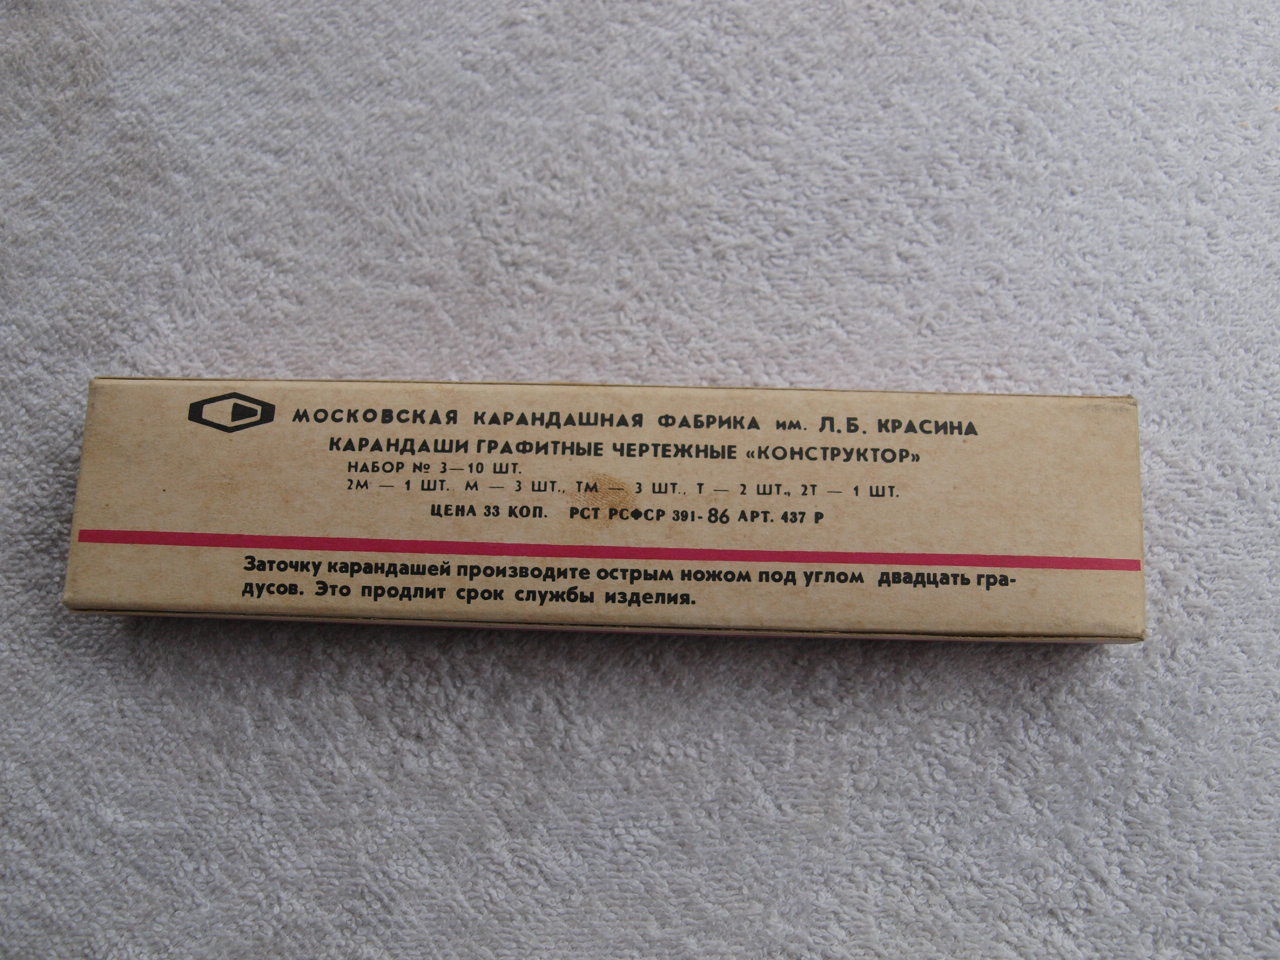 МОСКОВСКАЯ КАРАНДАШНАЯ ФАБРИКА им. Л.Б. КРАСИНА
КАРАНДАШИ ГРАФИТНЫЕ ЧЕРТЕЖНЫЕ «КОНСТРУКТОР»
НАБОР № 3—10 ШТ.
2М — 1 ШТ. М — 3 ШТ., ТМ — 3 ШТ., Т — 2 ШТ., 2Т — 1 ШТ.
ЦЕНА 33 КОП. РСТ РСФСР 391-86 АРТ. 437 Р
Заточку карандашей производите острым ножом под углом двадцать гра-
дусов. Это продлит срок службы изделия.